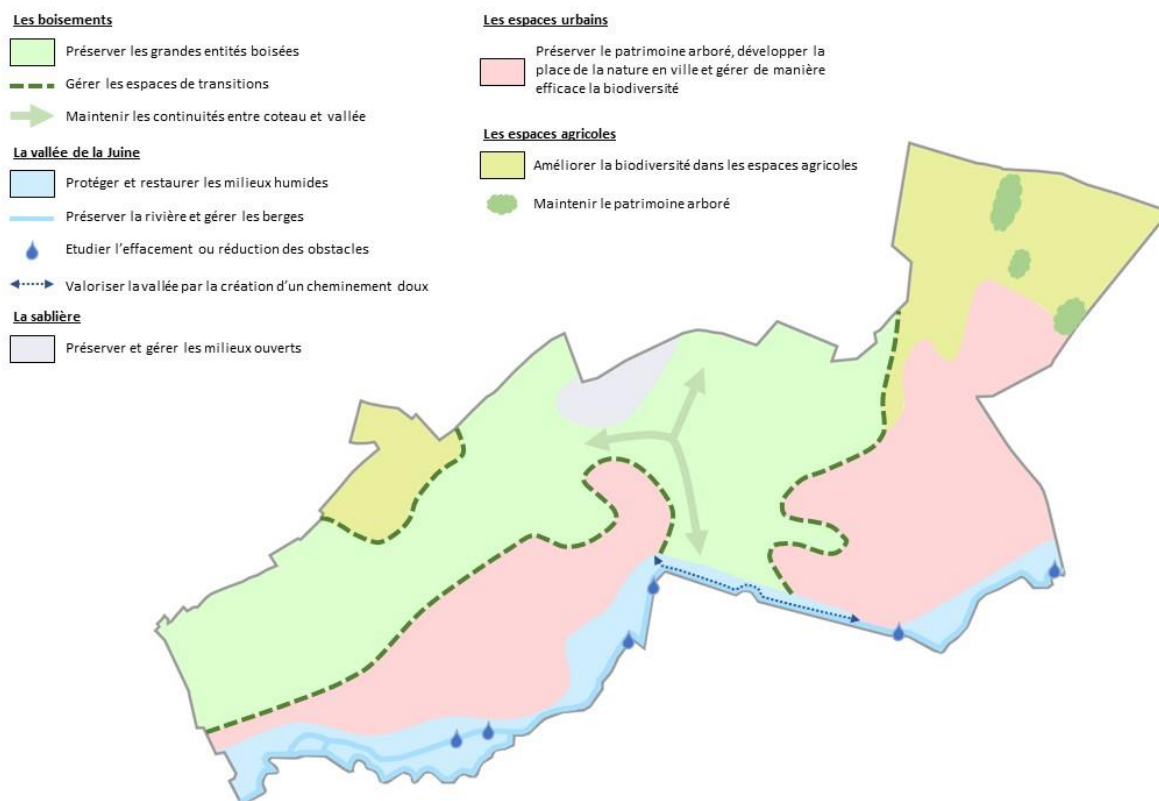 Les boisements
Préserver les grandes entités boisées
Gérer les espaces de transitions
Maintenir les continuités entre coteau et vallée
La vallée de la Juine
Protéger et restaurer les milieux humides
Préserver la rivière et gérer les berges
Etudier l'effacement ou réduction des obstacles
Valoriser la vallée par la création d'un cheminement doux
La sablière
Préserver et gérer les milieux ouverts
Les espaces urbains
Préserver le patrimoine arboré, développer la
place de la nature en ville et gérer de manière
efficace la biodiversité
Les espaces agricoles
Améliorer la biodiversité dans les espaces agricoles
Maintenir le patrimoine arboré